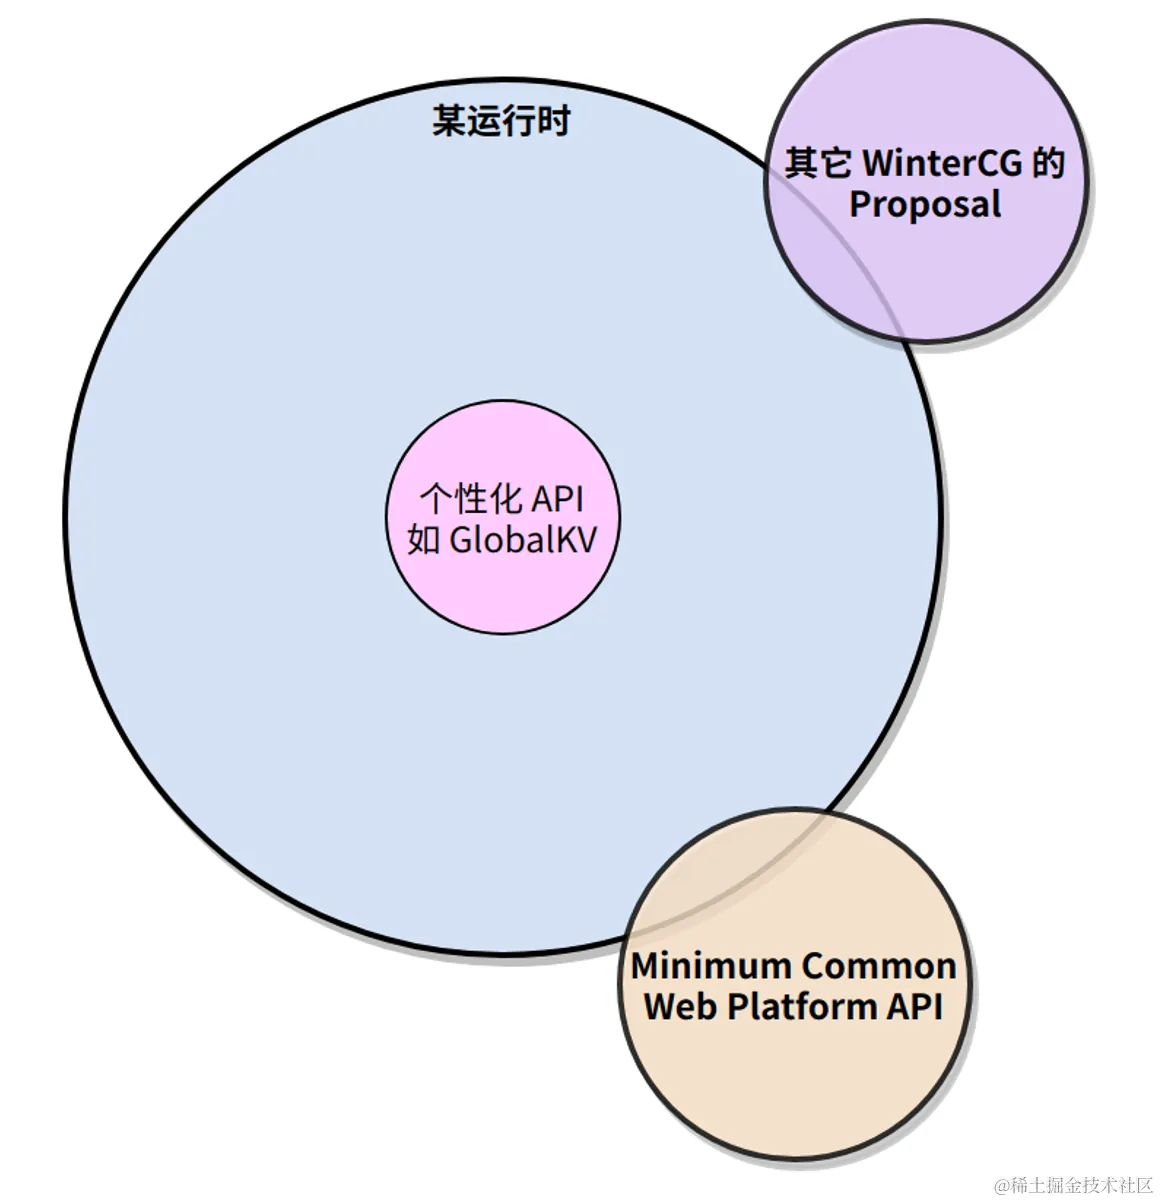 某运行时
其它 WinterCG 的
Proposal
个性化 API
如 GlobalKV
Minimum Common
Web Platform API
@稀土掘金技术社区